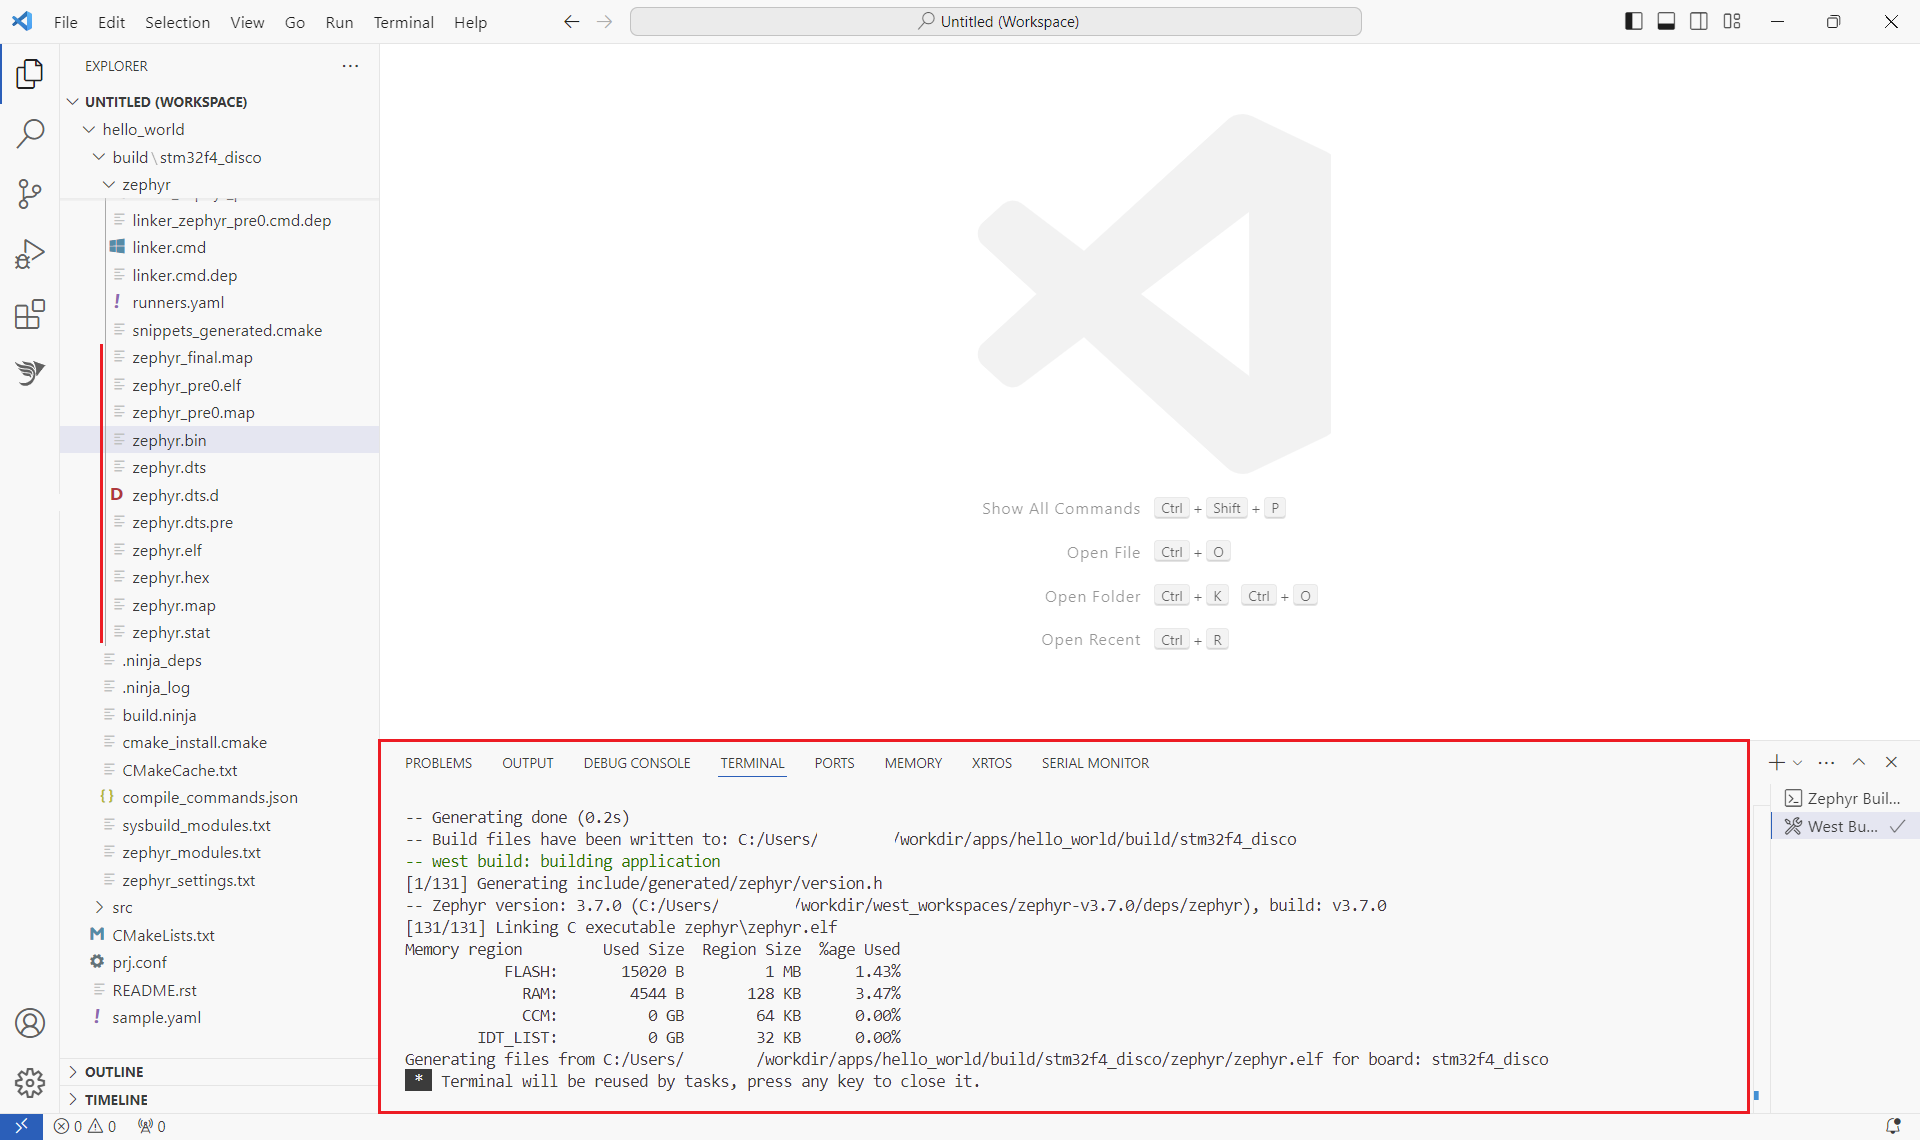 File Edit Selection View Go Run Terminal Help
Untitled (Workspace)
EXPLORER
UNTITLED (WORKSPACE)
hello_world
build\stm32f4_disco
zephyr
linker_zephyr_pre0.cmd.dep
linker.cmd
linker.cmd.dep
! runners.yaml
snippets_generated.cmake
zephyr_final.map
zephyr_pre0.elf
zephyr_pre0.map
zephyr.bin
zephyr.dts
D zephyr.dts.d
zephyr.dts.pre
zephyr.elf
zephyr.hex
zephyr.map
zephyr.stat
.ninja_deps
.ninja_log
build.ninja
cmake_install.cmake
CMakeCache.txt
{} compile_commands.json
sysbuild_modules.txt
zephyr_modules.txt
zephyr_settings.txt
src
M CMakeLists.txt
prj.conf
README.rst
! sample.yaml
OUTLINE
TIMELINE
Show All Commands Ctrl + Shift + P
Open File Ctrl + O
Open Folder Ctrl + K Ctrl + O
Open Recent Ctrl + R
PROBLEMS OUTPUT DEBUG CONSOLE TERMINAL PORTS MEMORY XRTOS SERIAL MONITOR
-- Generating done (0.2s)
-- Build files have been written to: C:/Users/ /workdir/apps/hello_world/build/stm32f4_disco
-- west build: building application
[1/131] Generating include/generated/zephyr/version.h
-- Zephyr version: 3.7.0 (C:/Users/ /workdir/west_workspaces/zephyr-v3.7.0/deps/zephyr), build: v3.7.0
[131/131] Linking C executable zephyr\zephyr.elf
Memory region Used Size Region Size %age Used
FLASH: 15020 B 1 MB 1.43%
RAM: 4544 B 128 KB 3.47%
CCM: 0 GB 64 KB 0.00%
IDT_LIST: 0 GB 32 KB 0.00%
Generating files from C:/Users/ /workdir/apps/hello_world/build/stm32f4_disco/zephyr/zephyr.elf for board: stm32f4_disco
* Terminal will be reused by tasks, press any key to close it.
Zephyr Buil...
West Bu...
0 0 0